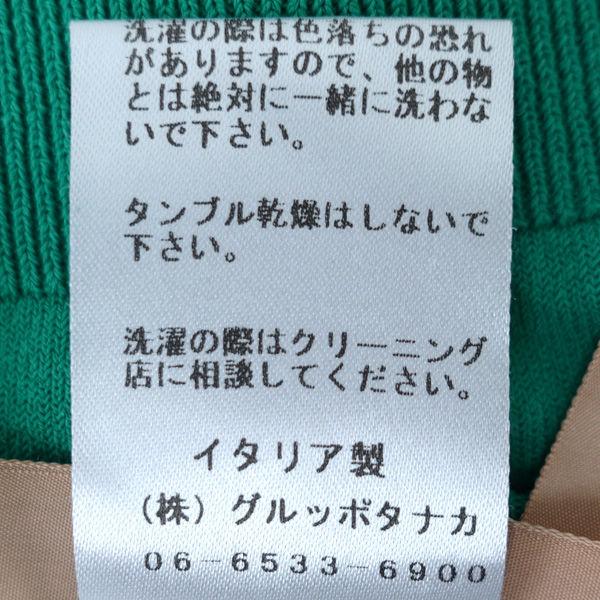 洗濯の際は色落ちの恐れ
がありますので、他の物
とは絶対に一緒に洗わな
いで下さい。
タンブル乾燥はしないで
下さい。
洗濯の際はクリーニング
店に相談してください。
イタリア製
(株)グルッポタナカ
06-6533-6900